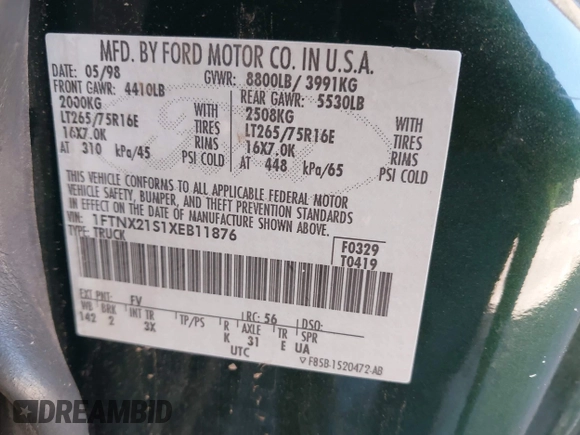 MFD. BY FORD MOTOR CO. IN U.S.A.
DATE: 05/98 GVWR: 8800LB/ 3991KG
FRONT GAWR: 4410LB REAR GAWR: 5530LB
2000KG WITH 2508KG WITH
LT265/75R16E TIRES LT265/75R16E TIRES
16X7.0K RIMS 16X7.0K RIMS
AT 310 kPa/45 PSI COLD AT 448 kPa/65 PSI COLD
THIS VEHICLE CONFORMS TO ALL APPLICABLE FEDERAL MOTOR
VEHICLE SAFETY, BUMPER, AND THEFT PREVENTION STANDARDS
IN EFFECT ON THE DATE OF MANUFACTURE SHOWN ABOVE.
VIN: 1FTNX21S1XEB11876
TYPE: TRUCK
F0329
T0419
EXT PNT: FV RC: 56 DSO:
WB BRK INT TR TP/PS R AXLE TR SPR
142 2 3X K 31 E UA
UTC
▽ F85B-1520472-AB
DREAMBID